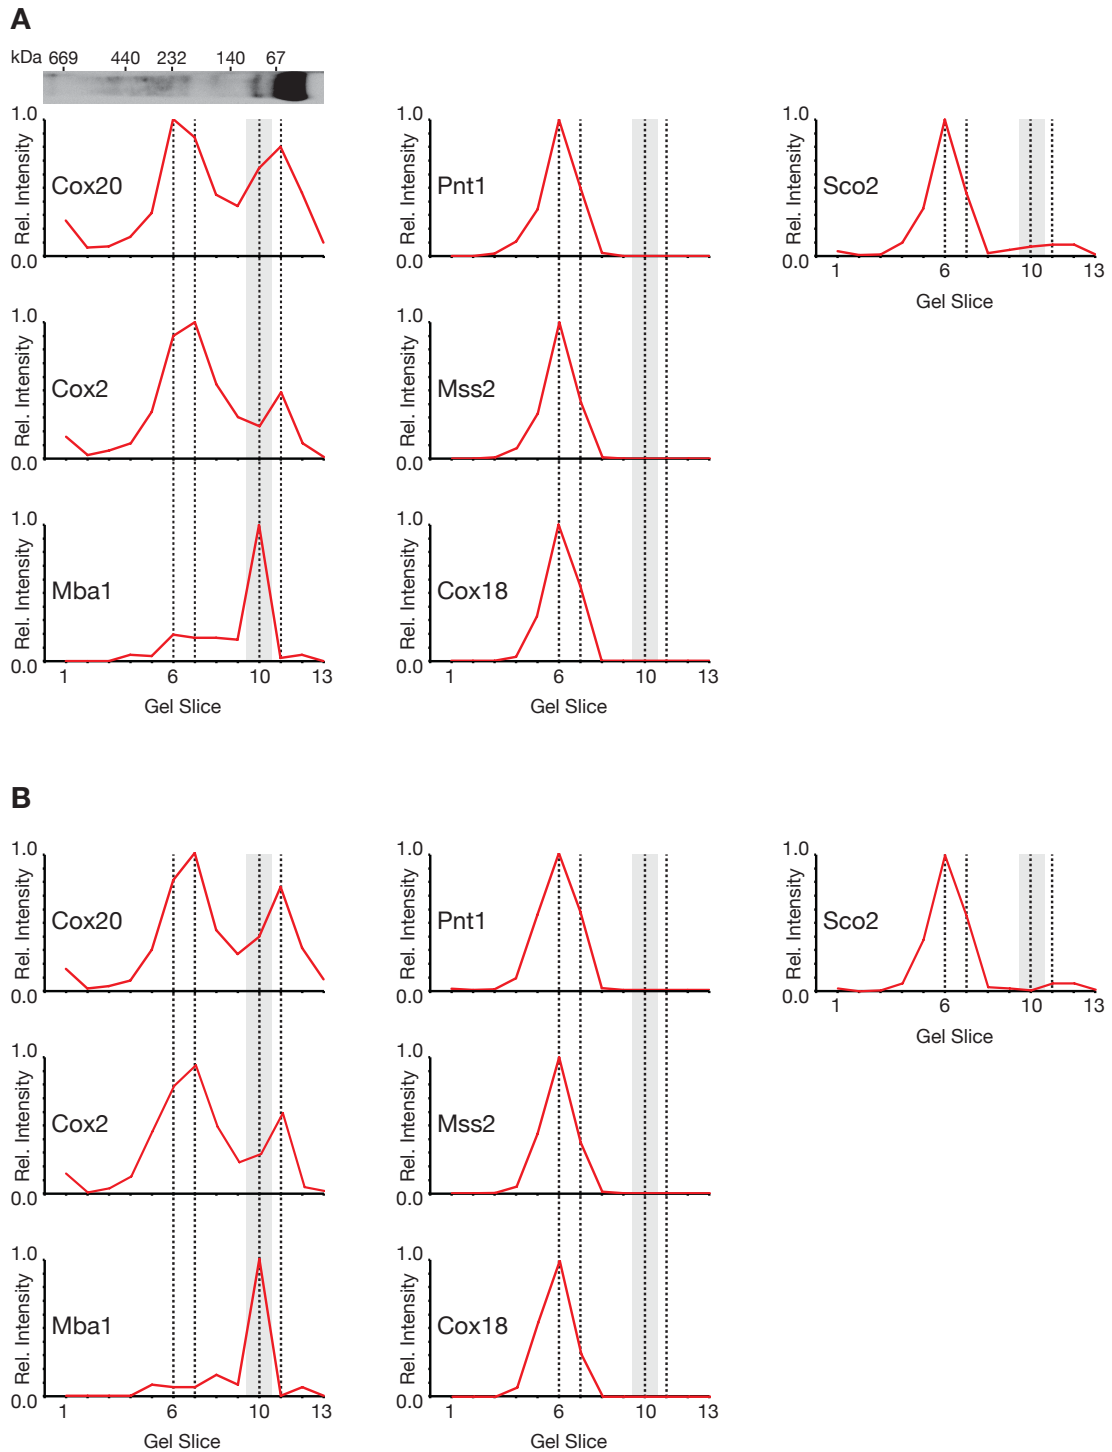 A
kDa 669 440 232 140 67
1.0
Rel. Intensity
Cox20
0.0
1.0
Rel. Intensity
Pnt1
0.0
1.0
Rel. Intensity
Sco2
0.0
1 6 10 13
Gel Slice
1.0
Rel. Intensity
Cox2
0.0
1.0
Rel. Intensity
Mss2
0.0
1.0
Rel. Intensity
Mba1
0.0
1 6 10 13
Gel Slice
1.0
Rel. Intensity
Cox18
0.0
1 6 10 13
Gel Slice
B
1.0
Rel. Intensity
Cox20
0.0
1.0
Rel. Intensity
Pnt1
0.0
1.0
Rel. Intensity
Sco2
0.0
1 6 10 13
Gel Slice
1.0
Rel. Intensity
Cox2
0.0
1.0
Rel. Intensity
Mss2
0.0
1.0
Rel. Intensity
Mba1
0.0
1 6 10 13
Gel Slice
1.0
Rel. Intensity
Cox18
0.0
1 6 10 13
Gel Slice